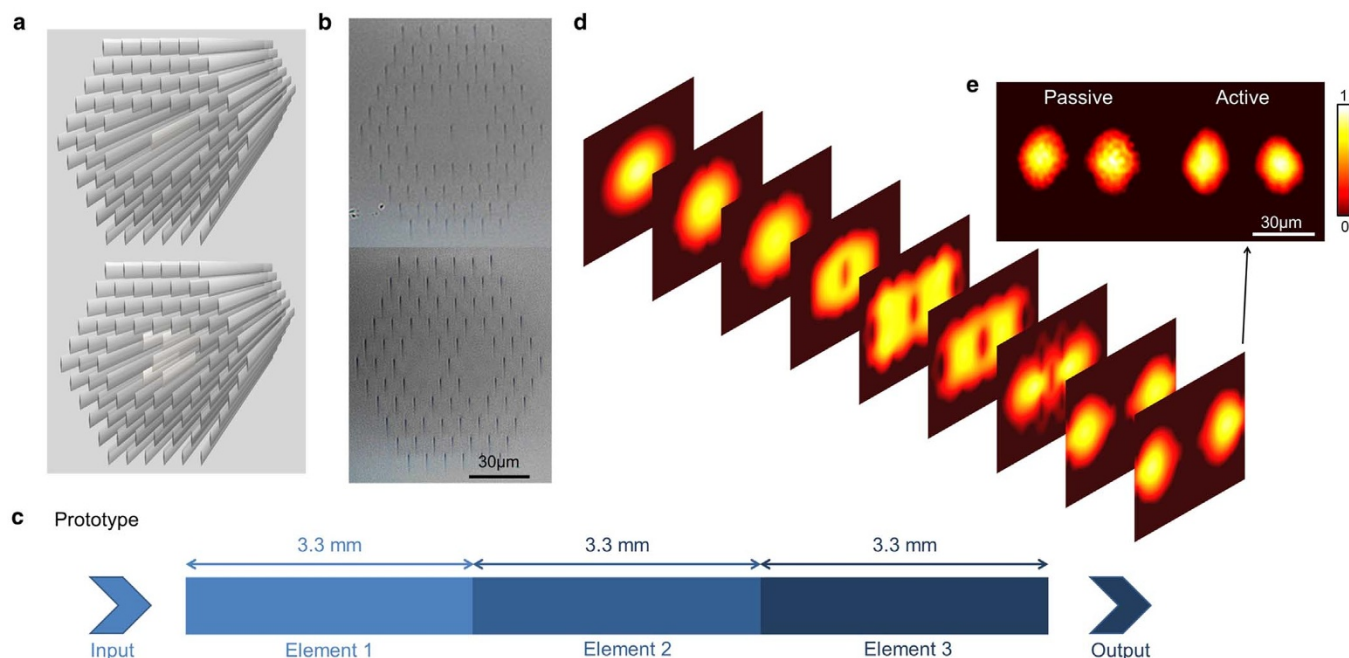 a
b
30μm
c
Prototype
3.3 mm
3.3 mm
3.3 mm
Input
Element 1
Element 2
Element 3
Output
d
e
Passive
Active
30μm
1
0